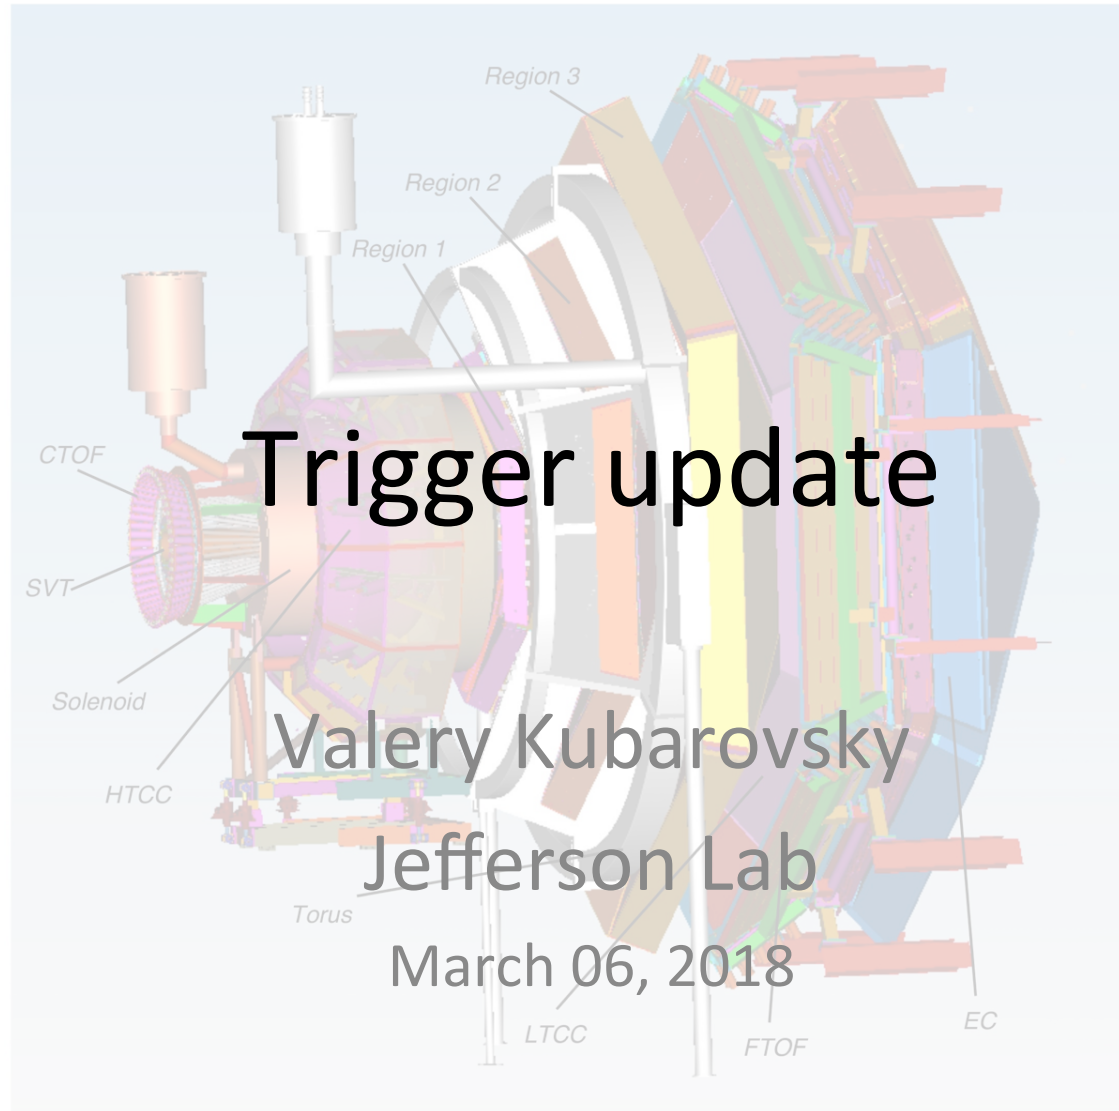 Region 3
Region 2
Region 1
CTOF
Trigger update
SVT
Solenoid
Valery Kubarovsky
HTCC
Jefferson Lab
Torus
March 06, 2018
LTCC
FTOF
EC